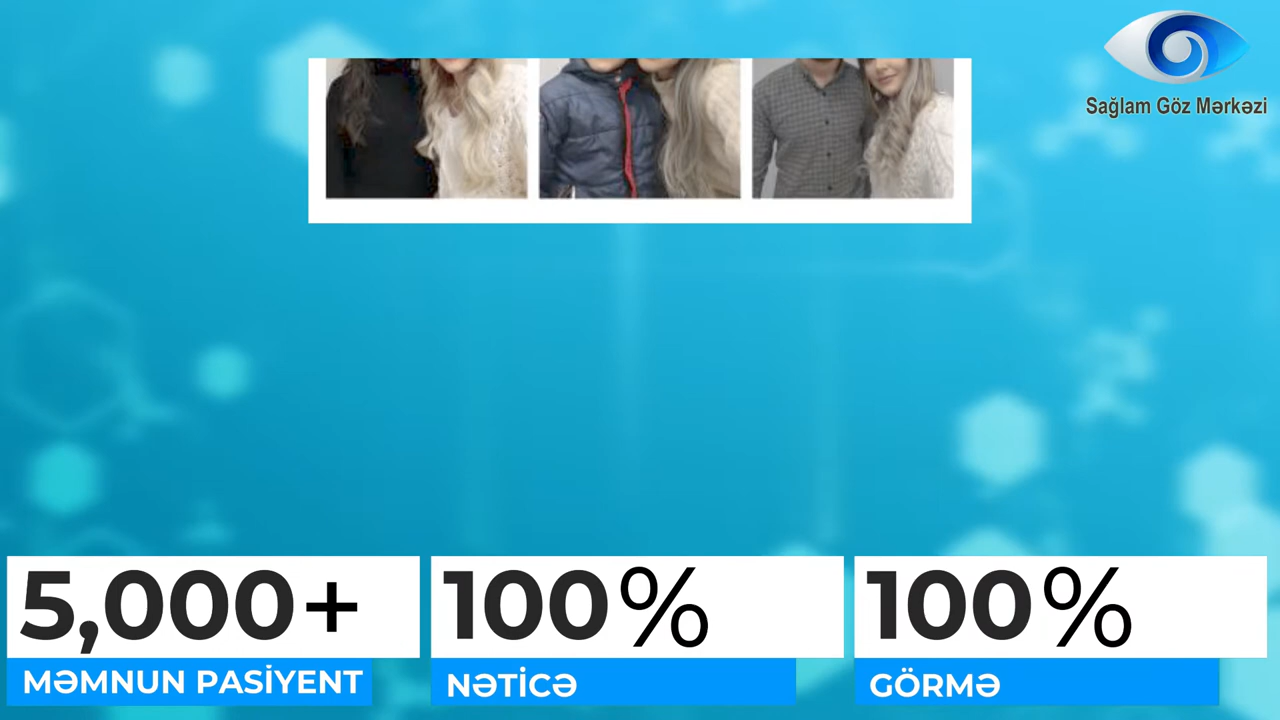 Sağlam Göz Mərkəzi
5,000+
MƏMNUN PASİYENT
100%
NƏTİCƏ
100%
GÖRMƏ